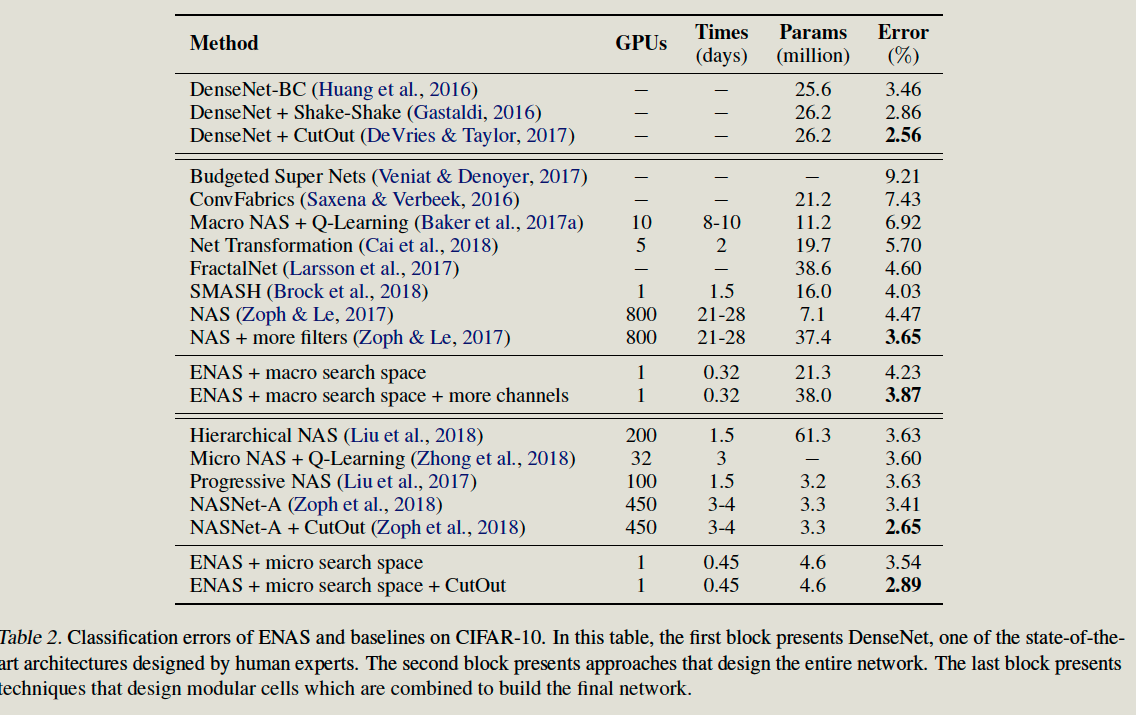 Method GPUs Times Params Error
(days) (million) (%)
DenseNet-BC (Huang et al., 2016) — — 25.6 3.46
DenseNet + Shake-Shake (Gastaldi, 2016) — — 26.2 2.86
DenseNet + CutOut (DeVries & Taylor, 2017) — — 26.2 2.56
Budgeted Super Nets (Veniat & Denoyer, 2017) — — — 9.21
ConvFabrics (Saxena & Verbeek, 2016) — — 21.2 7.43
Macro NAS + Q-Learning (Baker et al., 2017a) 10 8-10 11.2 6.92
Net Transformation (Cai et al., 2018) 5 2 19.7 5.70
FractalNet (Larsson et al., 2017) — — 38.6 4.60
SMASH (Brock et al., 2018) 1 1.5 16.0 4.03
NAS (Zoph & Le, 2017) 800 21-28 7.1 4.47
NAS + more filters (Zoph & Le, 2017) 800 21-28 37.4 3.65
ENAS + macro search space 1 0.32 21.3 4.23
ENAS + macro search space + more channels 1 0.32 38.0 3.87
Hierarchical NAS (Liu et al., 2018) 200 1.5 61.3 3.63
Micro NAS + Q-Learning (Zhong et al., 2018) 32 3 — 3.60
Progressive NAS (Liu et al., 2017) 100 1.5 3.2 3.63
NASNet-A (Zoph et al., 2018) 450 3-4 3.3 3.41
NASNet-A + CutOut (Zoph et al., 2018) 450 3-4 3.3 2.65
ENAS + micro search space 1 0.45 4.6 3.54
ENAS + micro search space + CutOut 1 0.45 4.6 2.89
Table 2. Classification errors of ENAS and baselines on CIFAR-10. In this table, the first block presents DenseNet, one of the state-of-the-
art architectures designed by human experts. The second block presents approaches that design the entire network. The last block presents
techniques that design modular cells which are combined to build the final network.